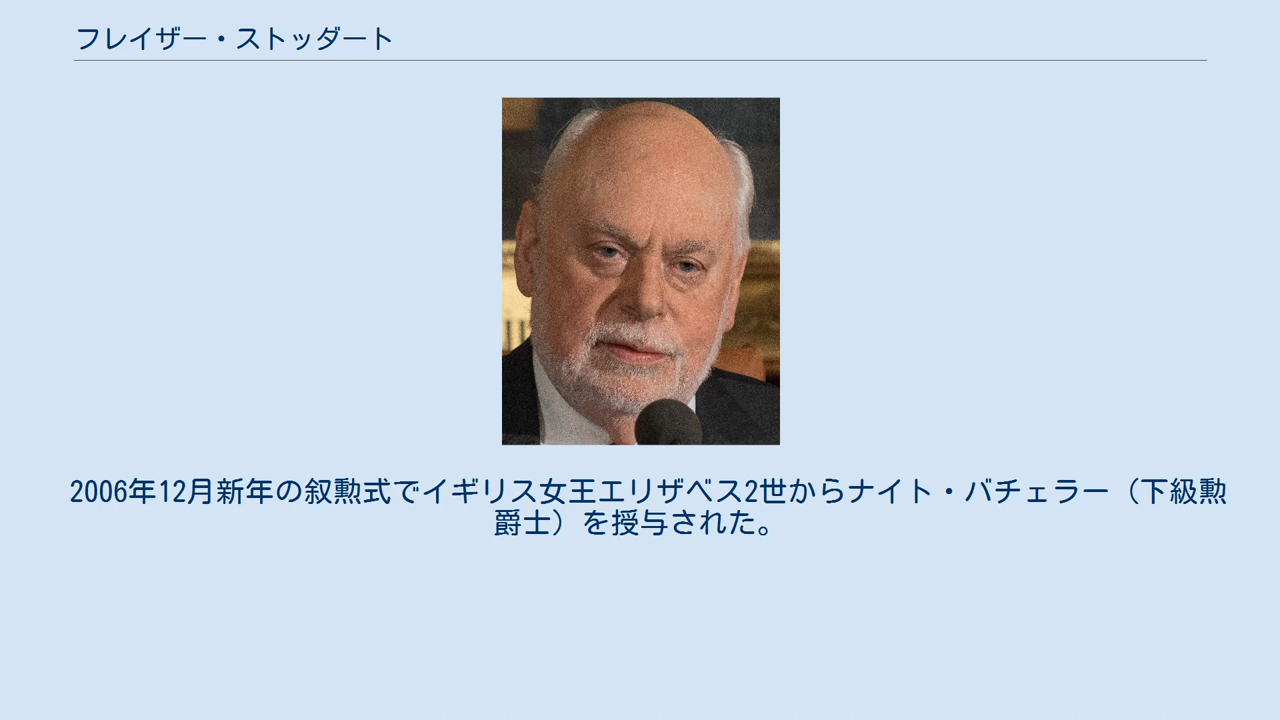 フレイザー・ストッダート
2006年12月新年の叙勲式でイギリス女王エリザベス2世からナイト・バチェラー（下級勲
爵士）を授与された。